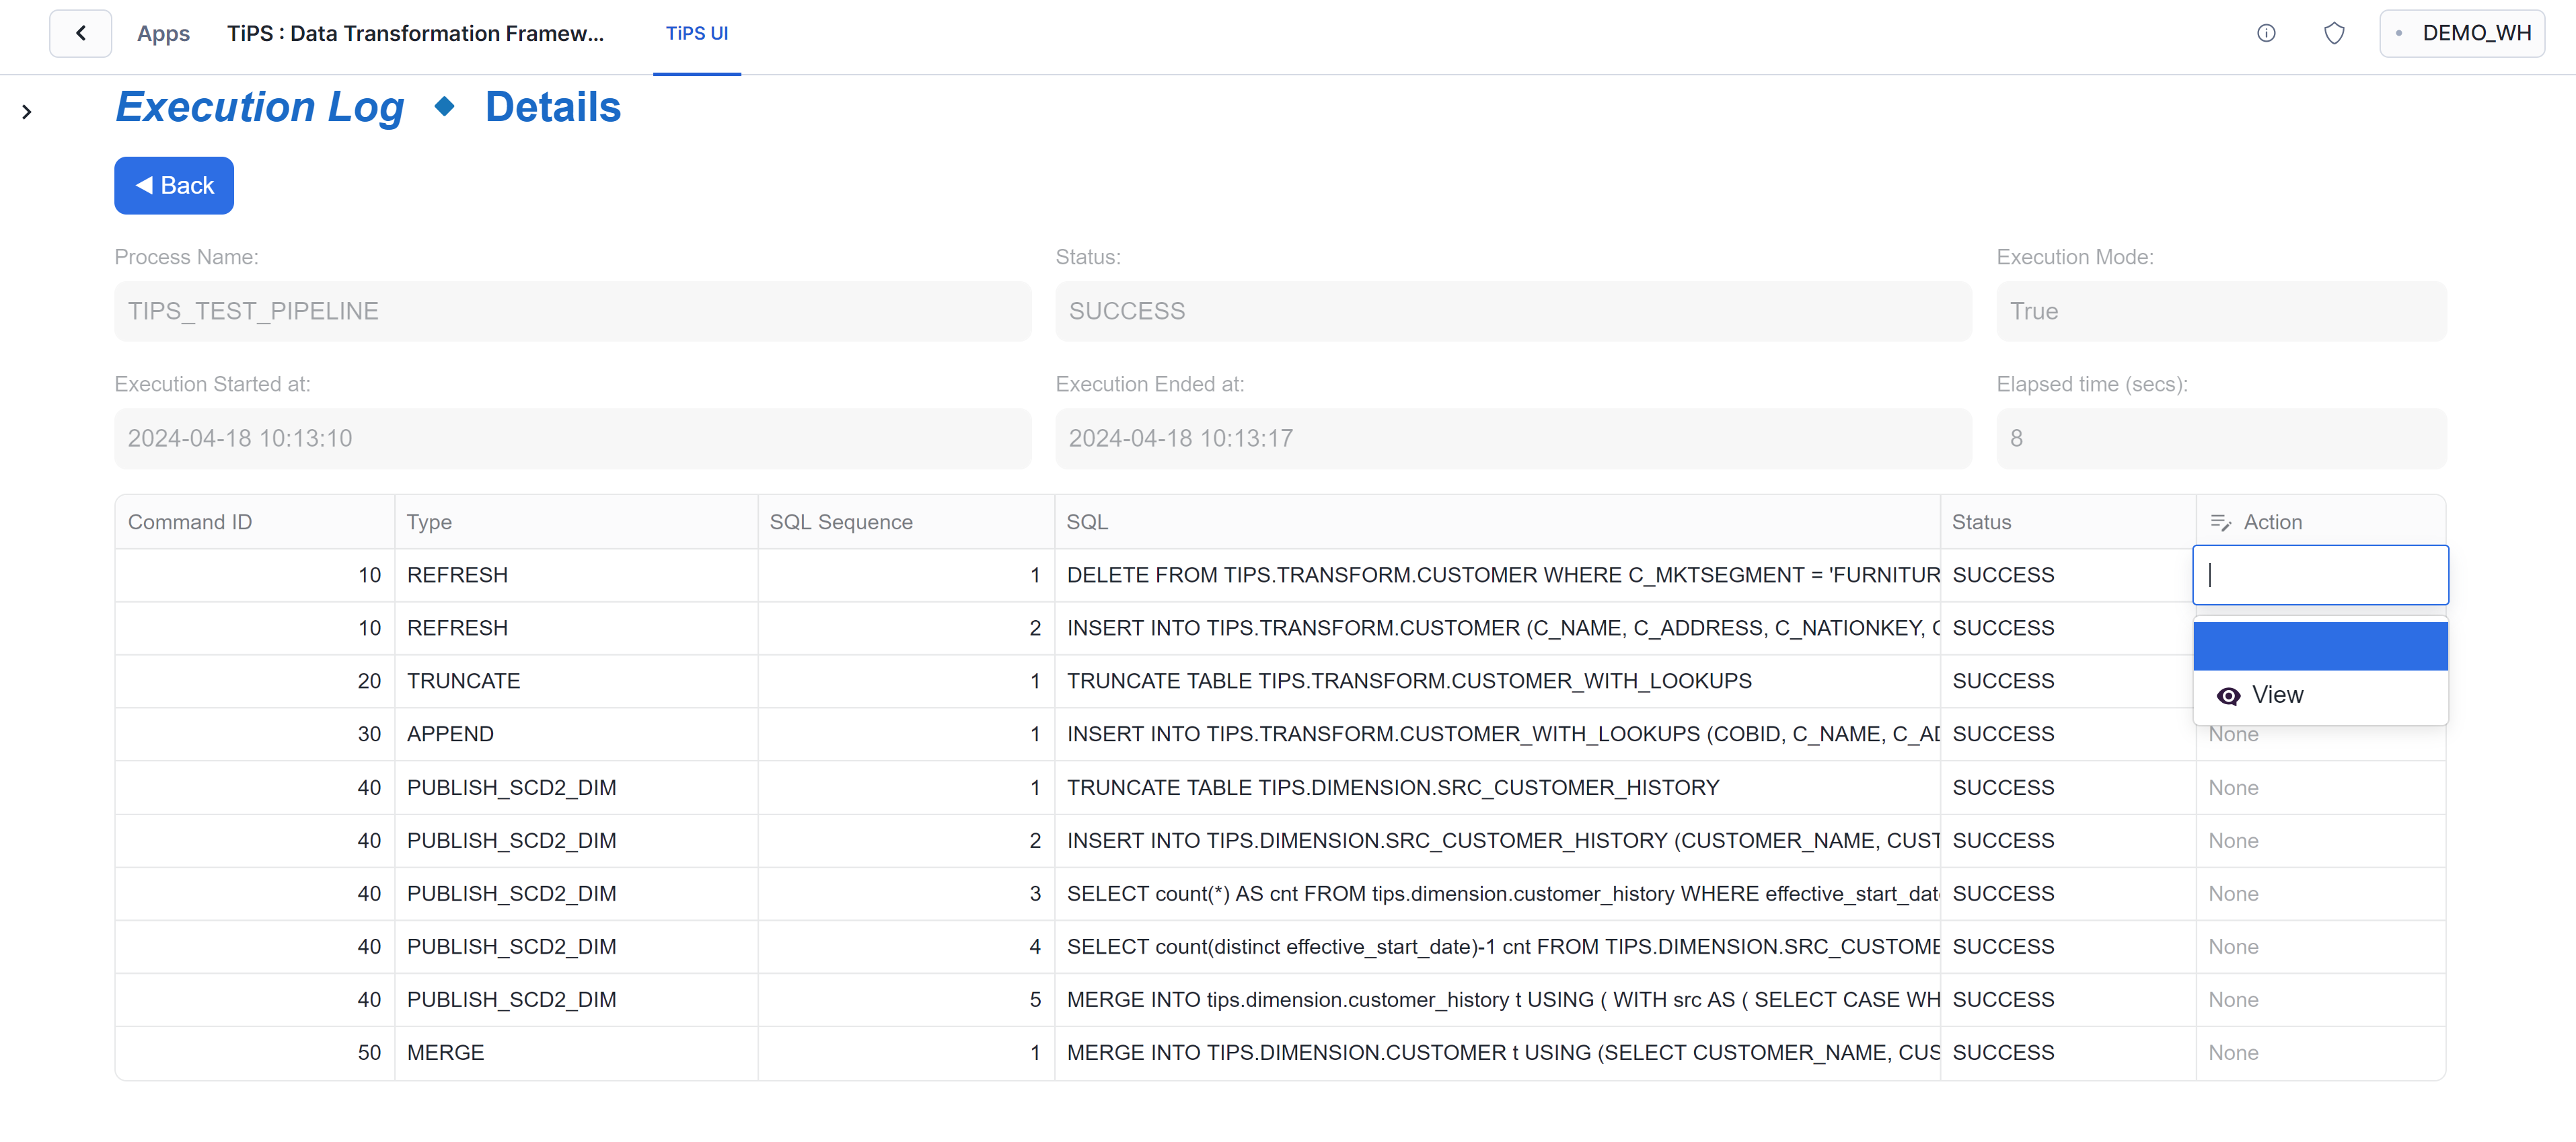 Apps TiPS : Data Transformation Framew... TiPS UI DEMO_WH
Execution Log Details
Back
Process Name: Status: Execution Mode:
TIPS_TEST_PIPELINE SUCCESS True
Execution Started at: Execution Ended at: Elapsed time (secs):
2024-04-18 10:13:10 2024-04-18 10:13:17 8
Command ID Type SQL Sequence SQL Status Action
10 REFRESH 1 DELETE FROM TIPS.TRANSFORM.CUSTOMER WHERE C_MKTSEGMENT = 'FURNITUR SUCCESS
10 REFRESH 2 INSERT INTO TIPS.TRANSFORM.CUSTOMER (C_NAME, C_ADDRESS, C_NATIONKEY, SUCCESS
20 TRUNCATE 1 TRUNCATE TABLE TIPS.TRANSFORM.CUSTOMER_WITH_LOOKUPS SUCCESS
View
30 APPEND 1 INSERT INTO TIPS.TRANSFORM.CUSTOMER_WITH_LOOKUPS (COBID, C_NAME, C_AD SUCCESS None
40 PUBLISH_SCD2_DIM 1 TRUNCATE TABLE TIPS.DIMENSION.SRC_CUSTOMER_HISTORY SUCCESS None
40 PUBLISH_SCD2_DIM 2 INSERT INTO TIPS.DIMENSION.SRC_CUSTOMER_HISTORY (CUSTOMER_NAME, CUST SUCCESS None
40 PUBLISH_SCD2_DIM 3 SELECT count(*) AS cnt FROM tips.dimension.customer_history WHERE effective_start_dat SUCCESS None
40 PUBLISH_SCD2_DIM 4 SELECT count(distinct effective_start_date)-1 cnt FROM TIPS.DIMENSION.SRC_CUSTOME SUCCESS None
40 PUBLISH_SCD2_DIM 5 MERGE INTO tips.dimension.customer_history t USING ( WITH src AS ( SELECT CASE WH SUCCESS None
50 MERGE 1 MERGE INTO TIPS.DIMENSION.CUSTOMER t USING (SELECT CUSTOMER_NAME, CUS SUCCESS None